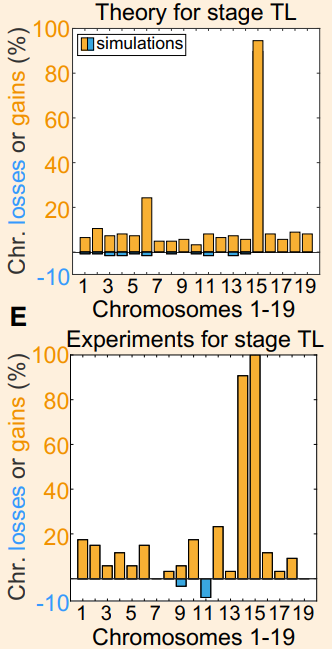 Theory for stage TL
Chr. losses or gains (%)
100
80
60
40
20
-10
simulations
1 3 5 7 9 11 13 15 17 19
Chromosomes 1-19
E
Experiments for stage TL
Chr. losses or gains (%)
100
80
60
40
20
-10
1 3 5 7 9 11 13 15 17 19
Chromosomes 1-19